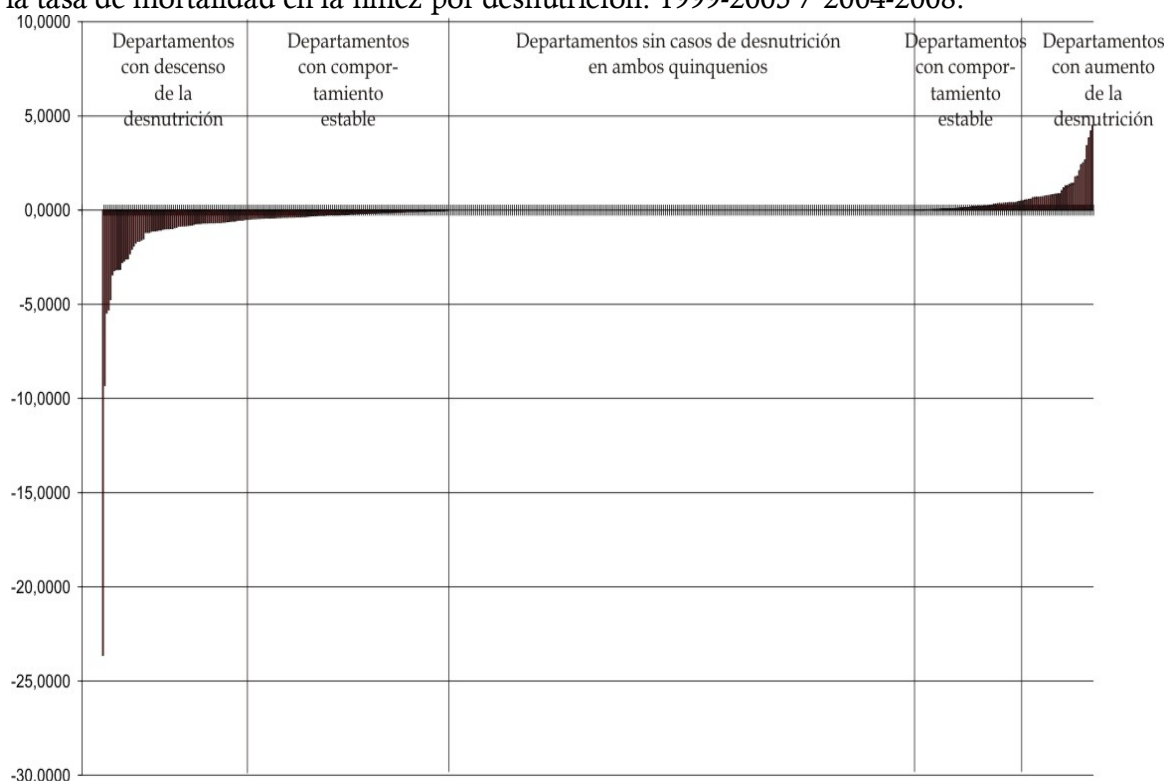 la tasa de mortalidad en la niñez por desnutrición. 1999-2003 / 2004-2008.
10,0000
Departamentos
con descenso
de la
desnutrición
Departamentos
con compor-
tamiento
estable
Departamentos sin casos de desnutrición
en ambos quinquenios
Departamentos
con compor-
tamiento
estable
Departamentos
con aumento
de la
desnutrición
5,0000
0,0000
-5,0000
-10,0000
-15,0000
-20,0000
-25,0000
-30,0000